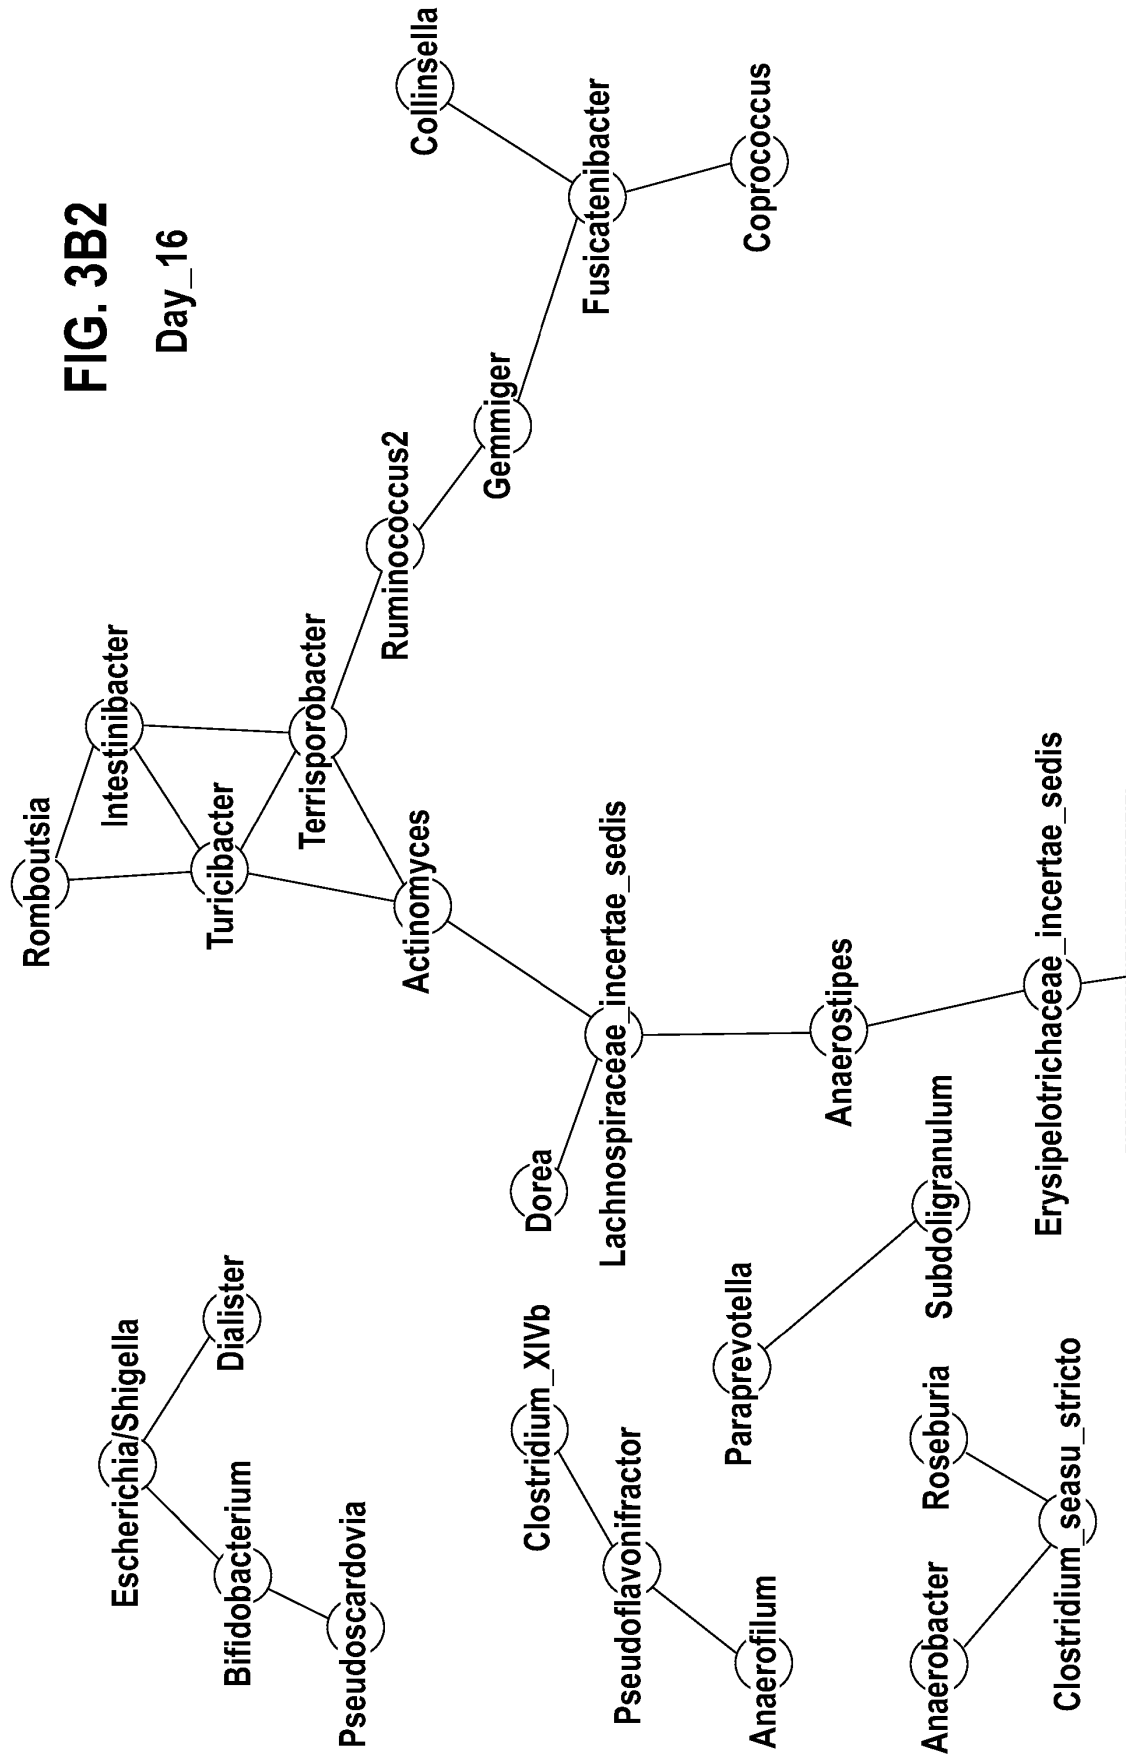 FIG. 3B2
Day_16
Romboutsia
Intestinibacter
Turicibacter
Terrisporobacter
Actinomyces
Ruminococcus2
Gemmiger
Collinsella
Fusicatenibacter
Coprococcus
Escherichia/Shigella
Dialister
Bifidobacterium
Pseudoscardovia
Dorea
Lachnospiraceae_incertae_sedis
Clostridium_XIVb
Pseudoflavonifractor
Anaerofilum
Paraprevotella
Subdoligranulum
Anaerostipes
Erysipelotrichaceae_incertae_sedis
Roseburia
Anaerobacter
Clostridium_seasu_stricto